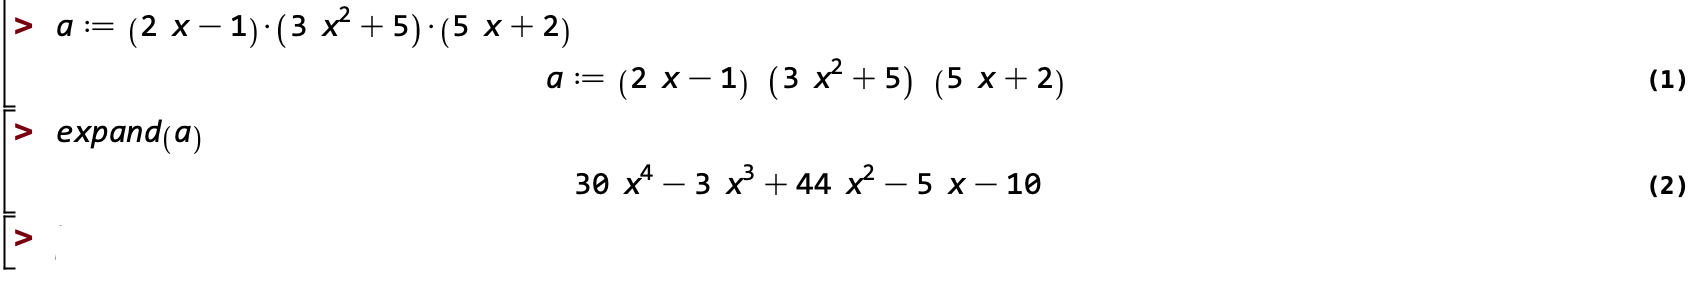 > a := (2 x − 1)·(3 x² + 5)·(5 x + 2)
a := (2 x − 1) (3 x² + 5) (5 x + 2) (1)
> expand(a)
30 x⁴ − 3 x³ + 44 x² − 5 x − 10 (2)
>